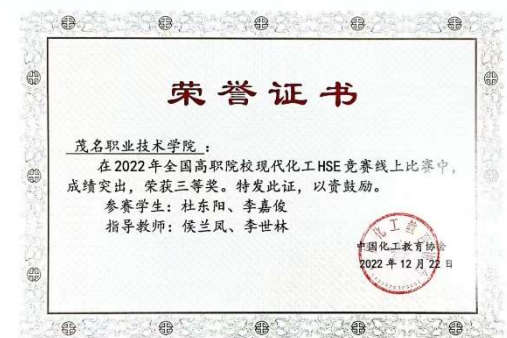 荣誉证书
茂名职业技术学院：
在2022年全国高职院校现代化工HSE竞赛线上比赛中，
成绩突出，荣获三等奖。特发此证，以资鼓励。
参赛学生：杜东阳、李嘉俊
指导教师：侯兰凤、李世林
中国化工教育协会
2022年12月22日